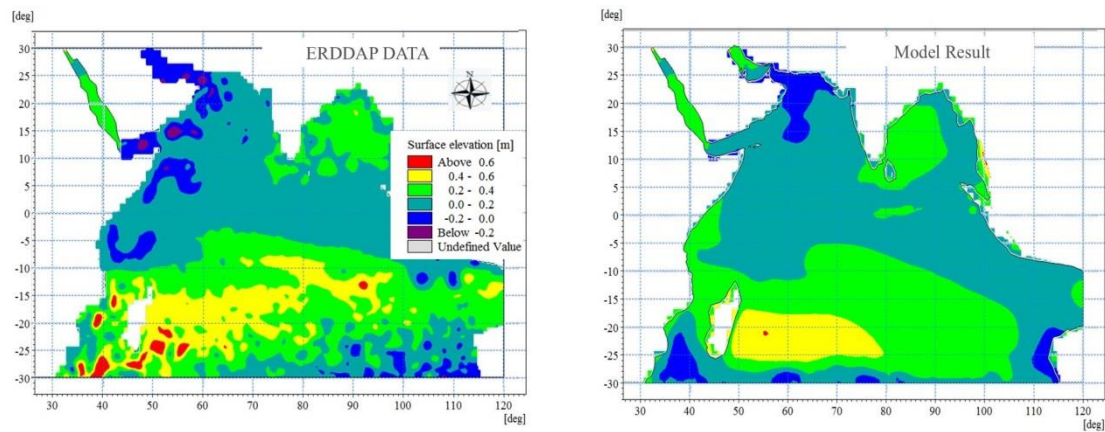 [deg]
ERDDAP DATA
N
30
25
20
15
10
5
0
-5
-10
-15
-20
-25
-30
30 40 50 60 70 80 90 100 110 120
[deg]
Surface elevation [m]
Above 0.6
0.4 - 0.6
0.2 - 0.4
0.0 - 0.2
-0.2 - 0.0
Below -0.2
Undefined Value
[deg]
Model Result
30
25
20
15
10
5
0
-5
-10
-15
-20
-25
-30
30 40 50 60 70 80 90 100 110 120
[deg]